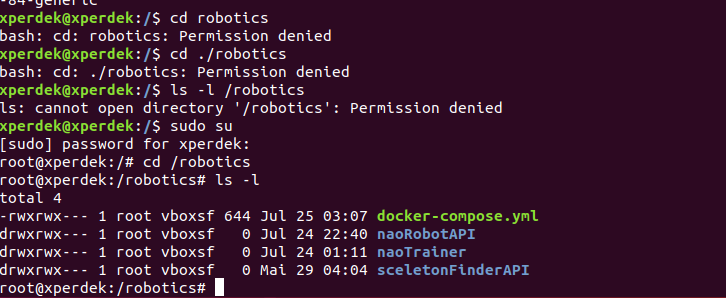 -84-generic
xperdek@xperdek:/$ cd robotics
bash: cd: robotics: Permission denied
xperdek@xperdek:/$ cd ./robotics
bash: cd: ./robotics: Permission denied
xperdek@xperdek:/$ ls -l /robotics
ls: cannot open directory '/robotics': Permission denied
xperdek@xperdek:/$ sudo su
[sudo] password for xperdek:
root@xperdek:/# cd /robotics
root@xperdek:/robotics# ls -l
total 4
-rwxrwx--- 1 root vboxsf 644 Jul 25 03:07 docker-compose.yml
drwxrwx--- 1 root vboxsf   0 Jul 24 22:40 naoRobotAPI
drwxrwx--- 1 root vboxsf   0 Jul 24 01:11 naoTrainer
drwxrwx--- 1 root vboxsf   0 Mai 29 04:04 sceletonFinderAPI
root@xperdek:/robotics#